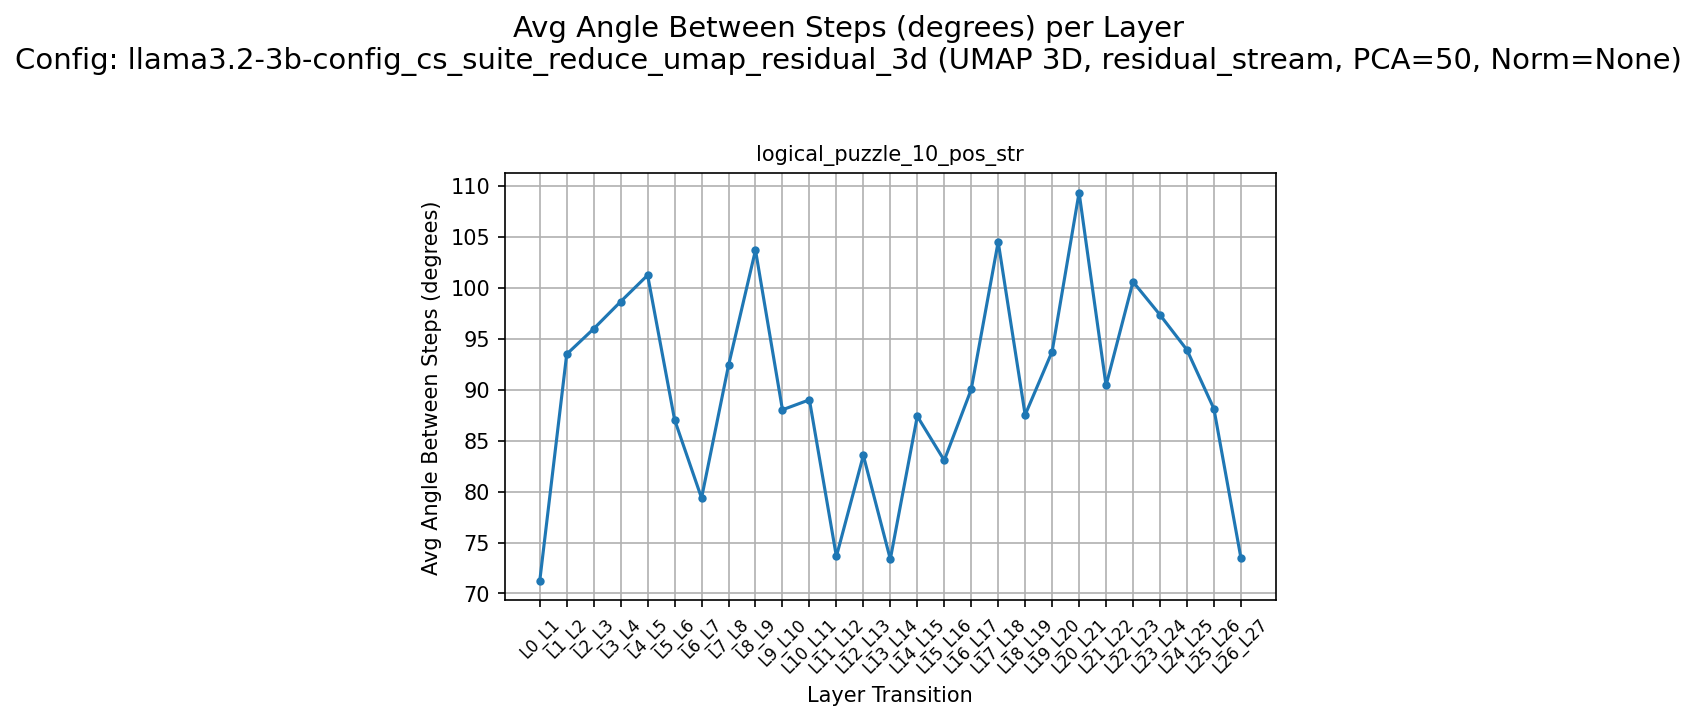 Avg Angle Between Steps (degrees) per Layer
Config: llama3.2-3b-config_cs_suite_reduce_umap_residual_3d (UMAP 3D, residual_stream, PCA=50, Norm=None)
logical_puzzle_10_pos_str
Avg Angle Between Steps (degrees)
110
105
100
95
90
85
80
75
70
L0_L1
L1_L2
L2_L3
L3_L4
L4_L5
L5_L6
L6_L7
L7_L8
L8_L9
L9_L10
L10_L11
L11_L12
L12_L13
L13_L14
L14_L15
L15_L16
L16_L17
L17_L18
L18_L19
L19_L20
L20_L21
L21_L22
L22_L23
L23_L24
L24_L25
L25_L26
L26_L27
Layer Transition